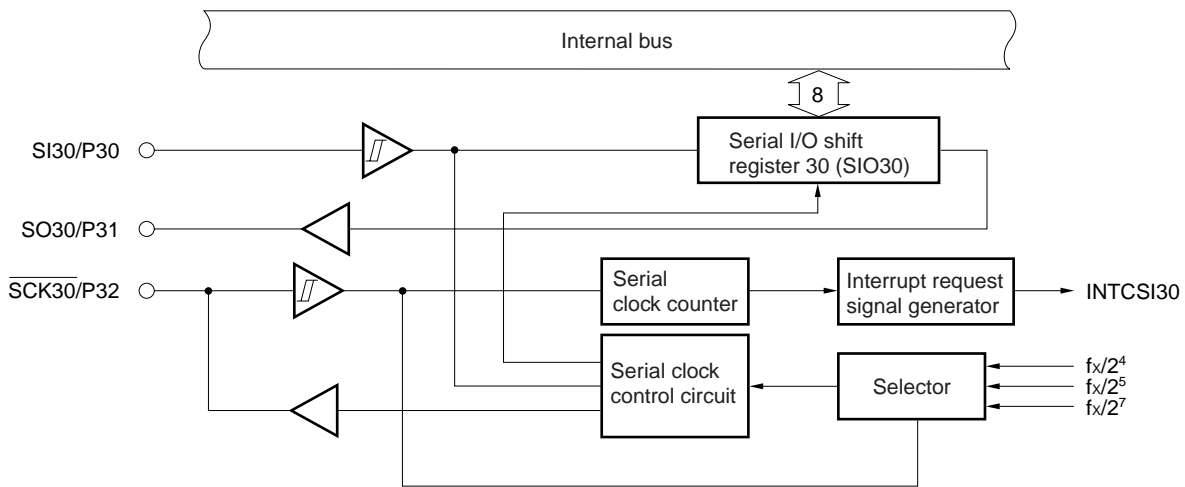 Internal bus
8
SI30/P30
Serial I/O shift
register 30 (SIO30)
SO30/P31
SCK30/P32
Serial
clock counter
Interrupt request
signal generator
INTCSI30
Serial clock
control circuit
Selector
fx/2⁴
fx/2⁵
fx/2⁷